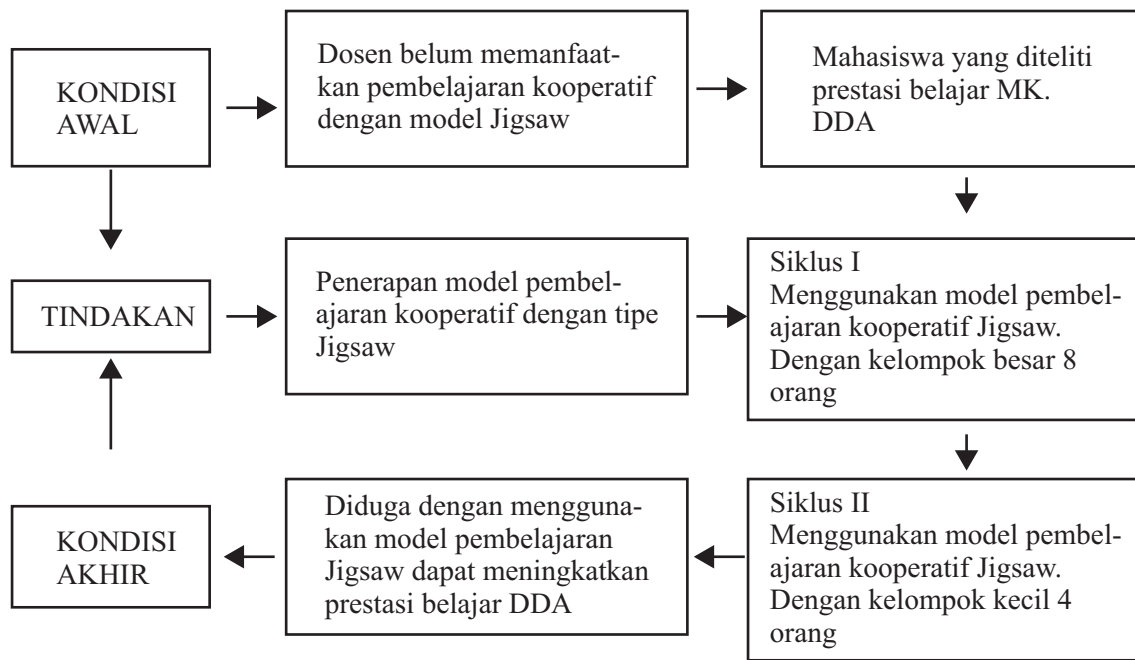 KONDISI
AWAL
Dosen belum memanfaat-
kan pembelajaran kooperatif
dengan model Jigsaw
Mahasiswa yang diteliti
prestasi belajar MK.
DDA
TINDAKAN
Penerapan model pembel-
ajaran kooperatif dengan tipe
Jigsaw
Siklus I
Menggunakan model pembel-
ajaran kooperatif Jigsaw.
Dengan kelompok besar 8
orang
KONDISI
AKHIR
Diduga dengan mengguna-
kan model pembelajaran
Jigsaw dapat meningkatkan
prestasi belajar DDA
Siklus II
Menggunakan model pembel-
ajaran kooperatif Jigsaw.
Dengan kelompok kecil 4
orang